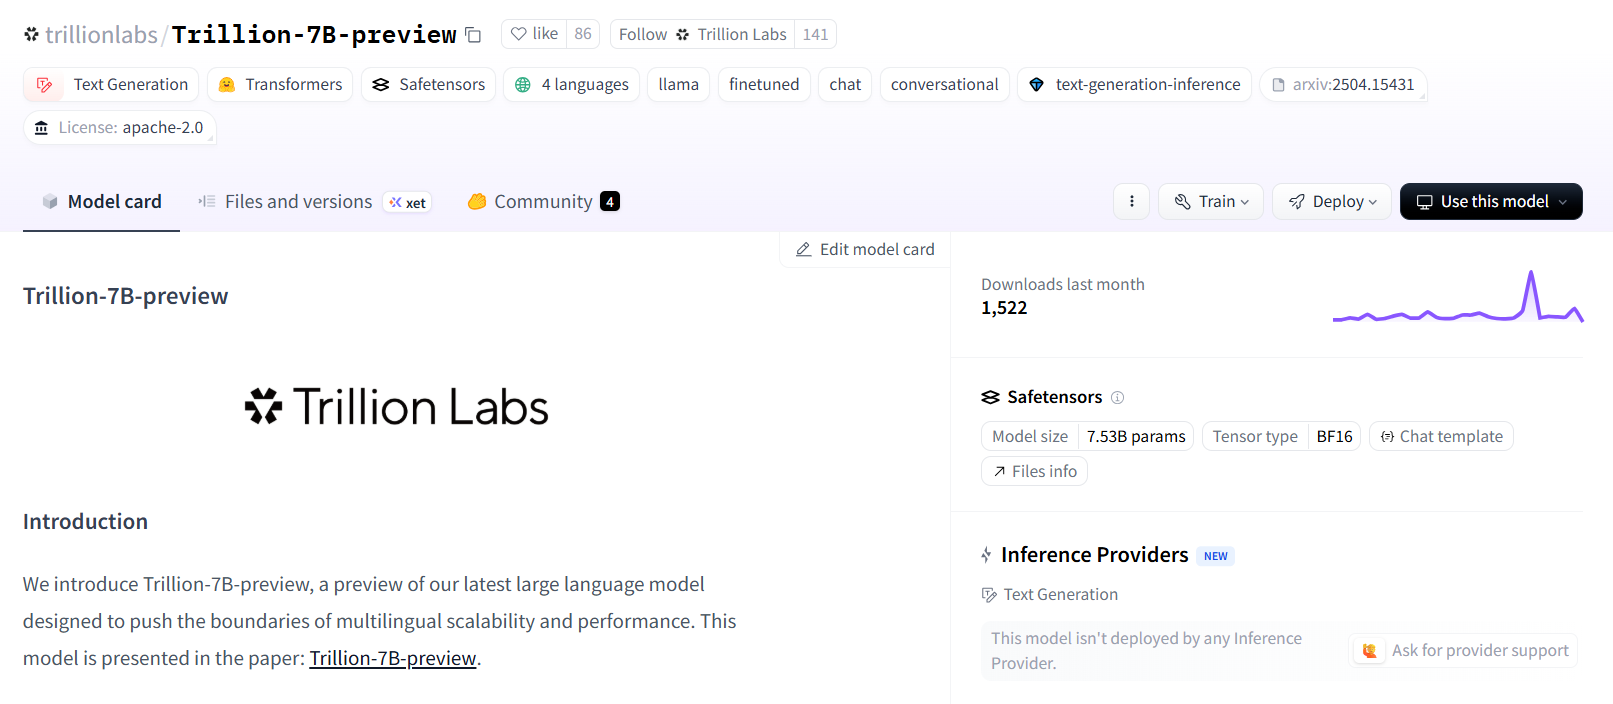 trillionlabs/Trillion-7B-preview like 86 Follow Trillion Labs 141
Text Generation Transformers Safetensors 4 languages llama finetuned chat conversational text-generation-inference arxiv:2504.15431
License: apache-2.0
Model card Files and versions xet Community 4 Train Deploy Use this model
Edit model card
Trillion-7B-preview
Trillion Labs
Introduction
We introduce Trillion-7B-preview, a preview of our latest large language model
designed to push the boundaries of multilingual scalability and performance. This
model is presented in the paper: Trillion-7B-preview.
Downloads last month
1,522
Safetensors
Model size 7.53B params Tensor type BF16 Chat template
Files info
Inference Providers NEW
Text Generation
This model isn't deployed by any Inference
Provider.
Ask for provider support